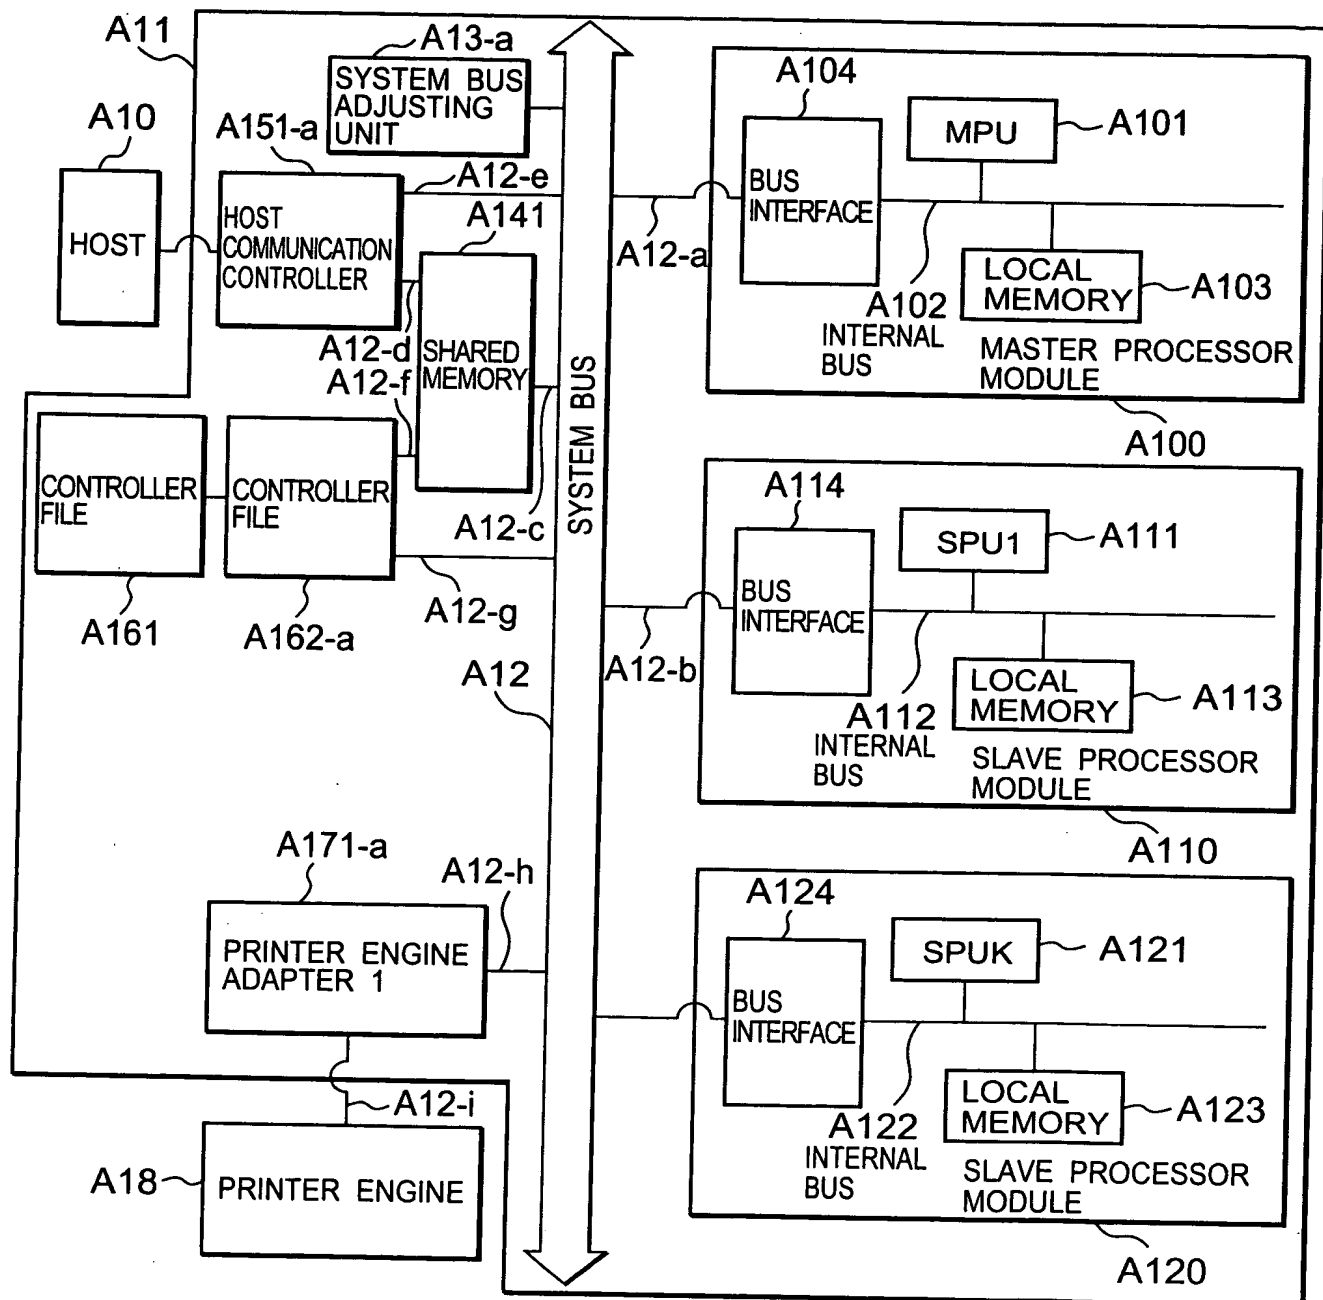 A11
A13-a
SYSTEM BUS
ADJUSTING
UNIT
A10
A151-a
HOST
HOST
COMMUNICATION
CONTROLLER
A12-e
A141
A12-d
A12-f
SHARED
MEMORY
A12-c
SYSTEM BUS
CONTROLLER
FILE
CONTROLLER
FILE
A161
A162-a
A12-g
A12
A171-a
A12-h
PRINTER ENGINE
ADAPTER 1
A12-i
A18
PRINTER ENGINE
A104
MPU
A101
BUS
INTERFACE
A12-a
A102
INTERNAL
BUS
LOCAL
MEMORY
A103
MASTER PROCESSOR
MODULE
A100
A114
SPU1
A111
BUS
INTERFACE
A12-b
A112
INTERNAL
BUS
LOCAL
MEMORY
A113
SLAVE PROCESSOR
MODULE
A110
A124
SPUK
A121
BUS
INTERFACE
A122
INTERNAL
BUS
LOCAL
MEMORY
A123
SLAVE PROCESSOR
MODULE
A120